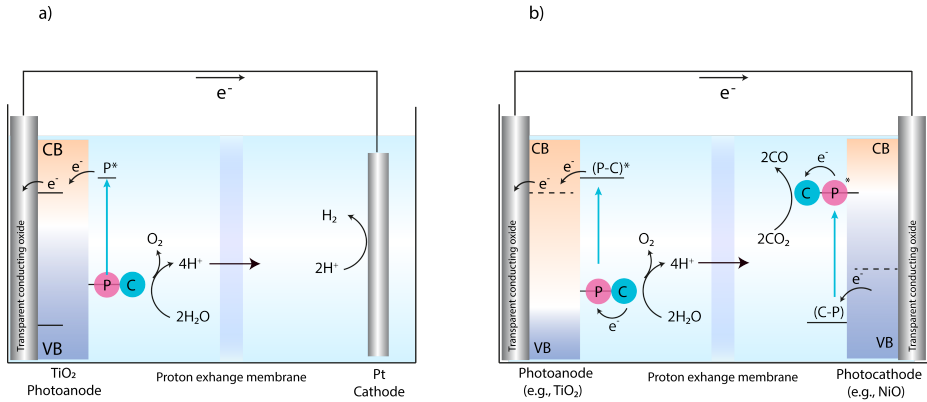 a)
e⁻
CB
P*
e⁻
e⁻
Transparent conducting oxide
O₂
4H⁺
P C
2H₂O
H₂
2H⁺
VB
TiO₂
Photoanode
Proton exhange membrane
Pt
Cathode
b)
e⁻
CB
(P-C)*
e⁻
e⁻
Transparent conducting oxide
O₂
4H⁺
P C
e⁻
2H₂O
VB
2CO
e⁻
C P *
2CO₂
CB
e⁻
(C-P)
VB
Transparent conducting oxide
Photoanode
(e.g., TiO₂)
Proton exhange membrane
Photocathode
(e.g., NiO)